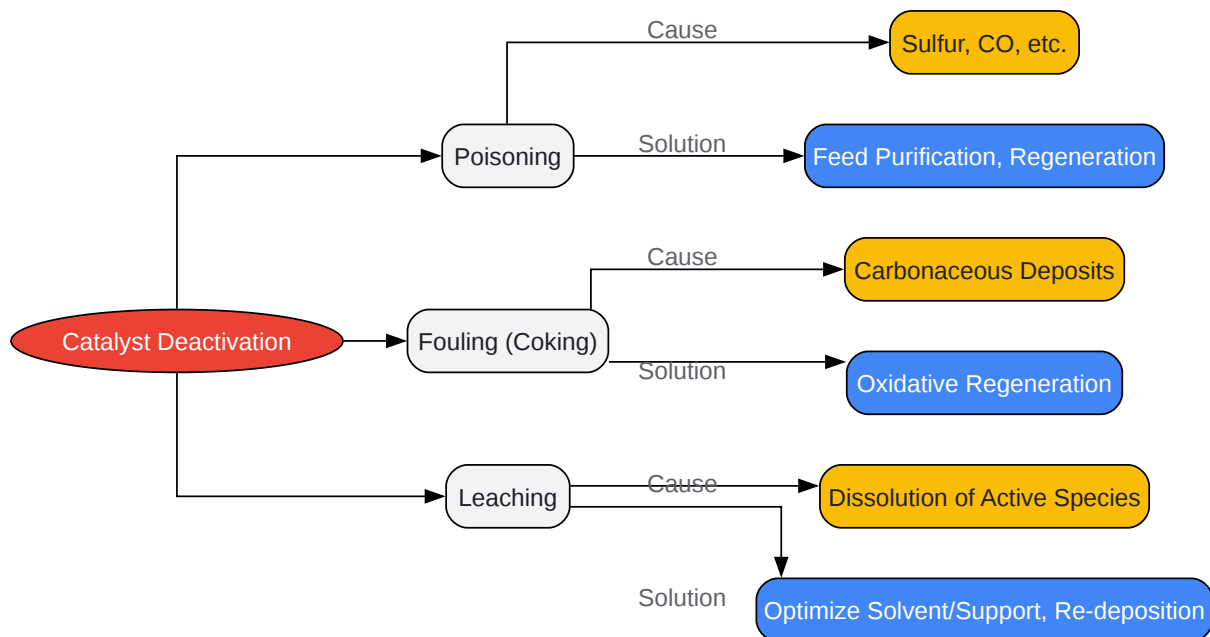 Cause
Sulfur, CO, etc.
Poisoning
Solution
Feed Purification, Regeneration
Cause
Carbonaceous Deposits
Catalyst Deactivation
Fouling (Coking)
Solution
Oxidative Regeneration
Leaching
Cause
Dissolution of Active Species
Solution
Optimize Solvent/Support, Re-deposition